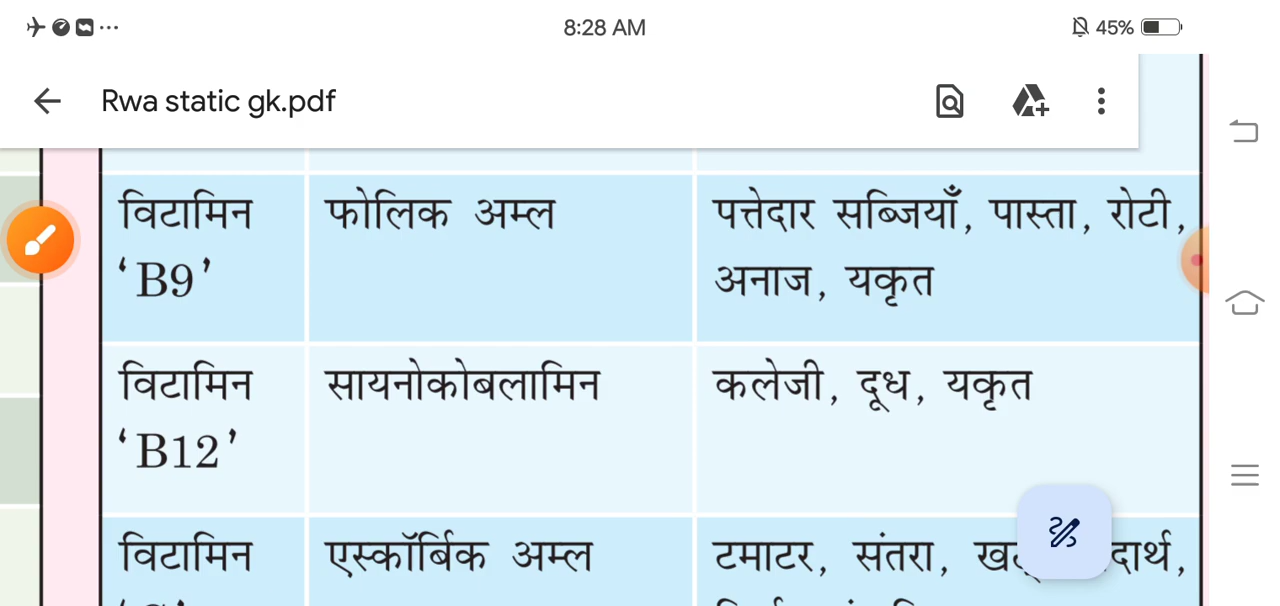 8:28 AM
45%
Rwa static gk.pdf
विटामिन
‘B9’
फोलिक अम्ल
पत्तेदार सब्जियाँ, पास्ता, रोटी,
अनाज, यकृत
विटामिन
‘B12’
सायनोकोबलामिन
कलेजी, दूध, यकृत
विटामिन
एस्कॉर्बिक अम्ल
टमाटर, संतरा,